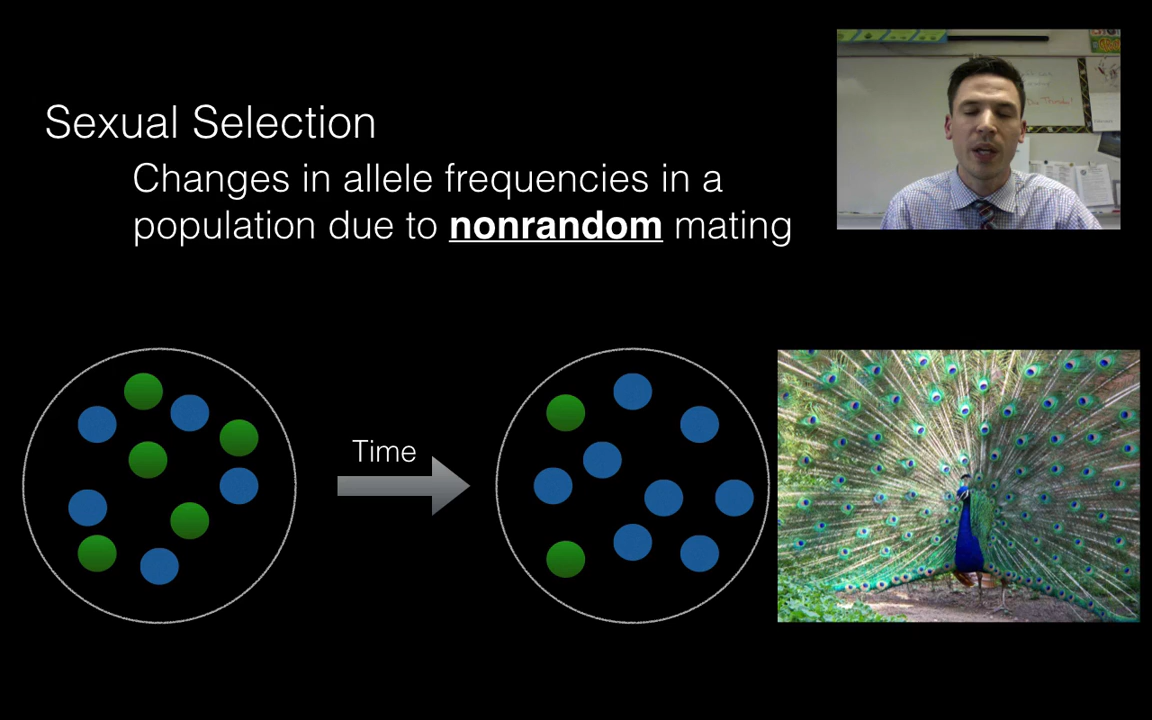 Sexual Selection
Changes in allele frequencies in a
population due to nonrandom mating
Time